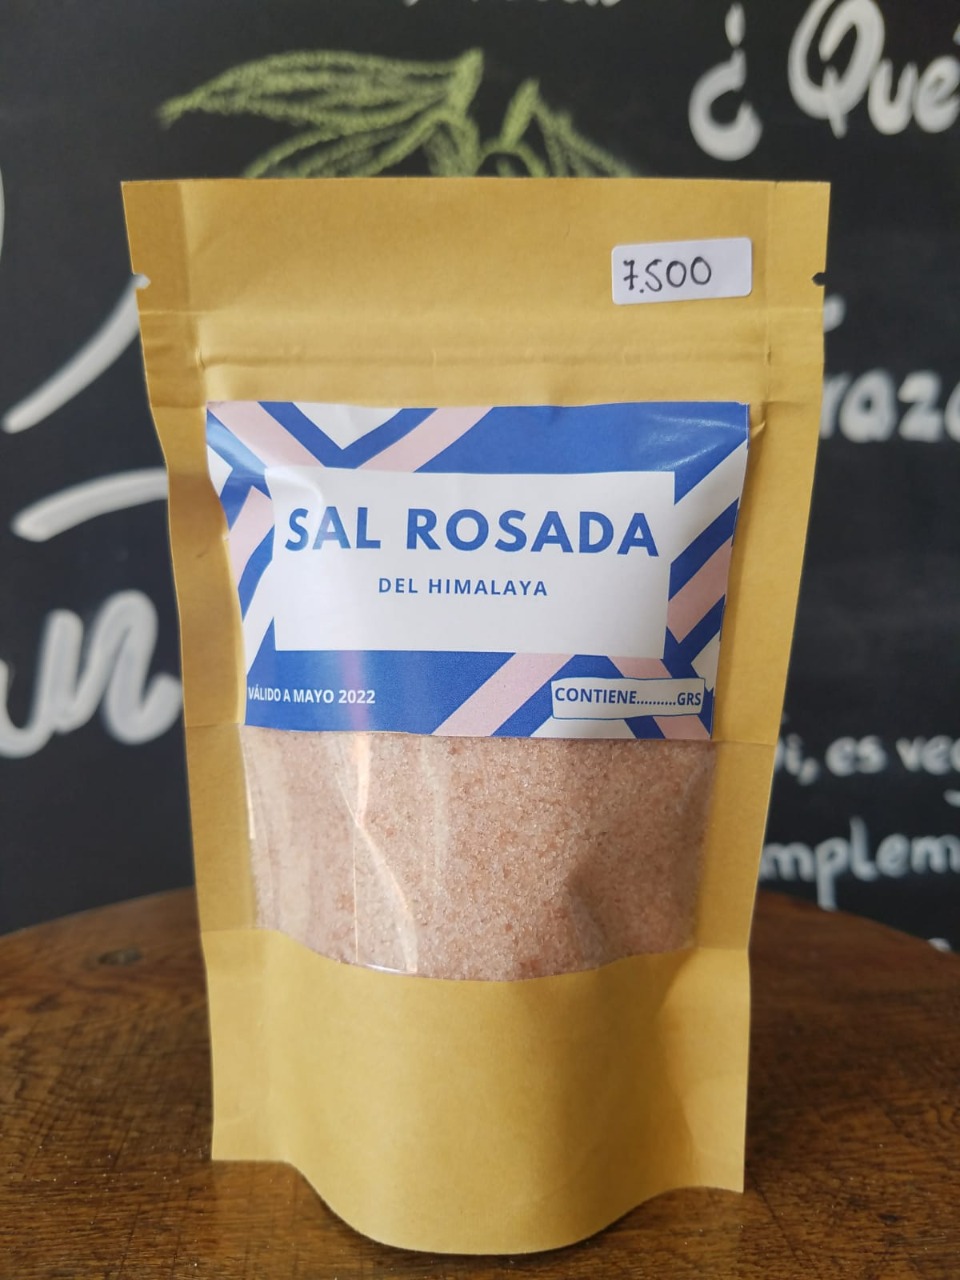 ¿Qué
7.500
SAL ROSADA
DEL HIMALAYA
VÁLIDO A MAYO 2022
CONTIENE..........GRS